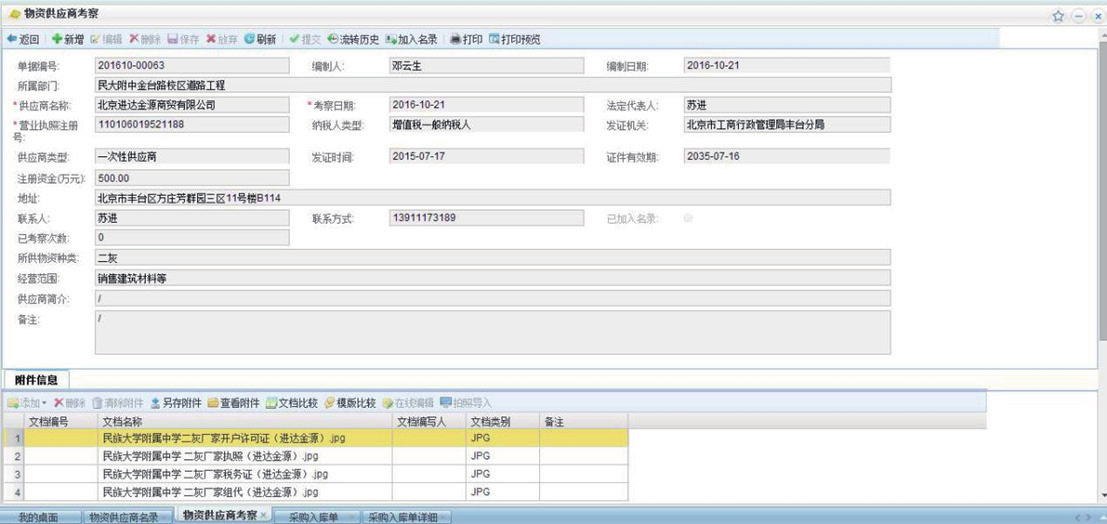 物资供应商考察
返回 新增 编辑 删除 保存 放弃 刷新 提交 流转历史 加入名录 打印 打印预览
单据编号: 201610-00063 编制人: 邓云生 编制日期: 2016-10-21
所属部门: 民大附中金台路校区道路工程
*供应商名称: 北京进达金源商贸有限公司 *考察日期: 2016-10-21 法定代表人: 苏进
*营业执照注册号: 110106019521188 纳税人类型: 增值税一般纳税人 发证机关: 北京市工商行政管理局丰台分局
供应商类型: 一次性供应商 发证时间: 2015-07-17 证件有效期: 2035-07-16
注册资金(万元): 500.00
地址: 北京市丰台区方庄芳群园三区11号楼B114
联系人: 苏进 联系方式: 13911173189 已加入名录:
已考察次数: 0
所供物资种类: 二灰
经营范围: 销售建筑材料等
供应商简介: /
备注: /
附件信息
添加 删除 清除附件 另存附件 查看附件 文档比较 模版比较 在线编辑 拍照导入
文档编号 文档名称 文档编写人 文档类别 备注
1 民族大学附属中学二灰厂家开户许可证（进达金源）.jpg JPG
2 民族大学附属中学 二灰厂家执照（进达金源）.jpg JPG
3 民族大学附属中学 二灰厂家税务证（进达金源）.jpg JPG
4 民族大学附属中学 二灰厂家组代（进达金源）.jpg JPG
我的桌面 物资供应商名录 物资供应商考察 采购入库单 采购入库单详细